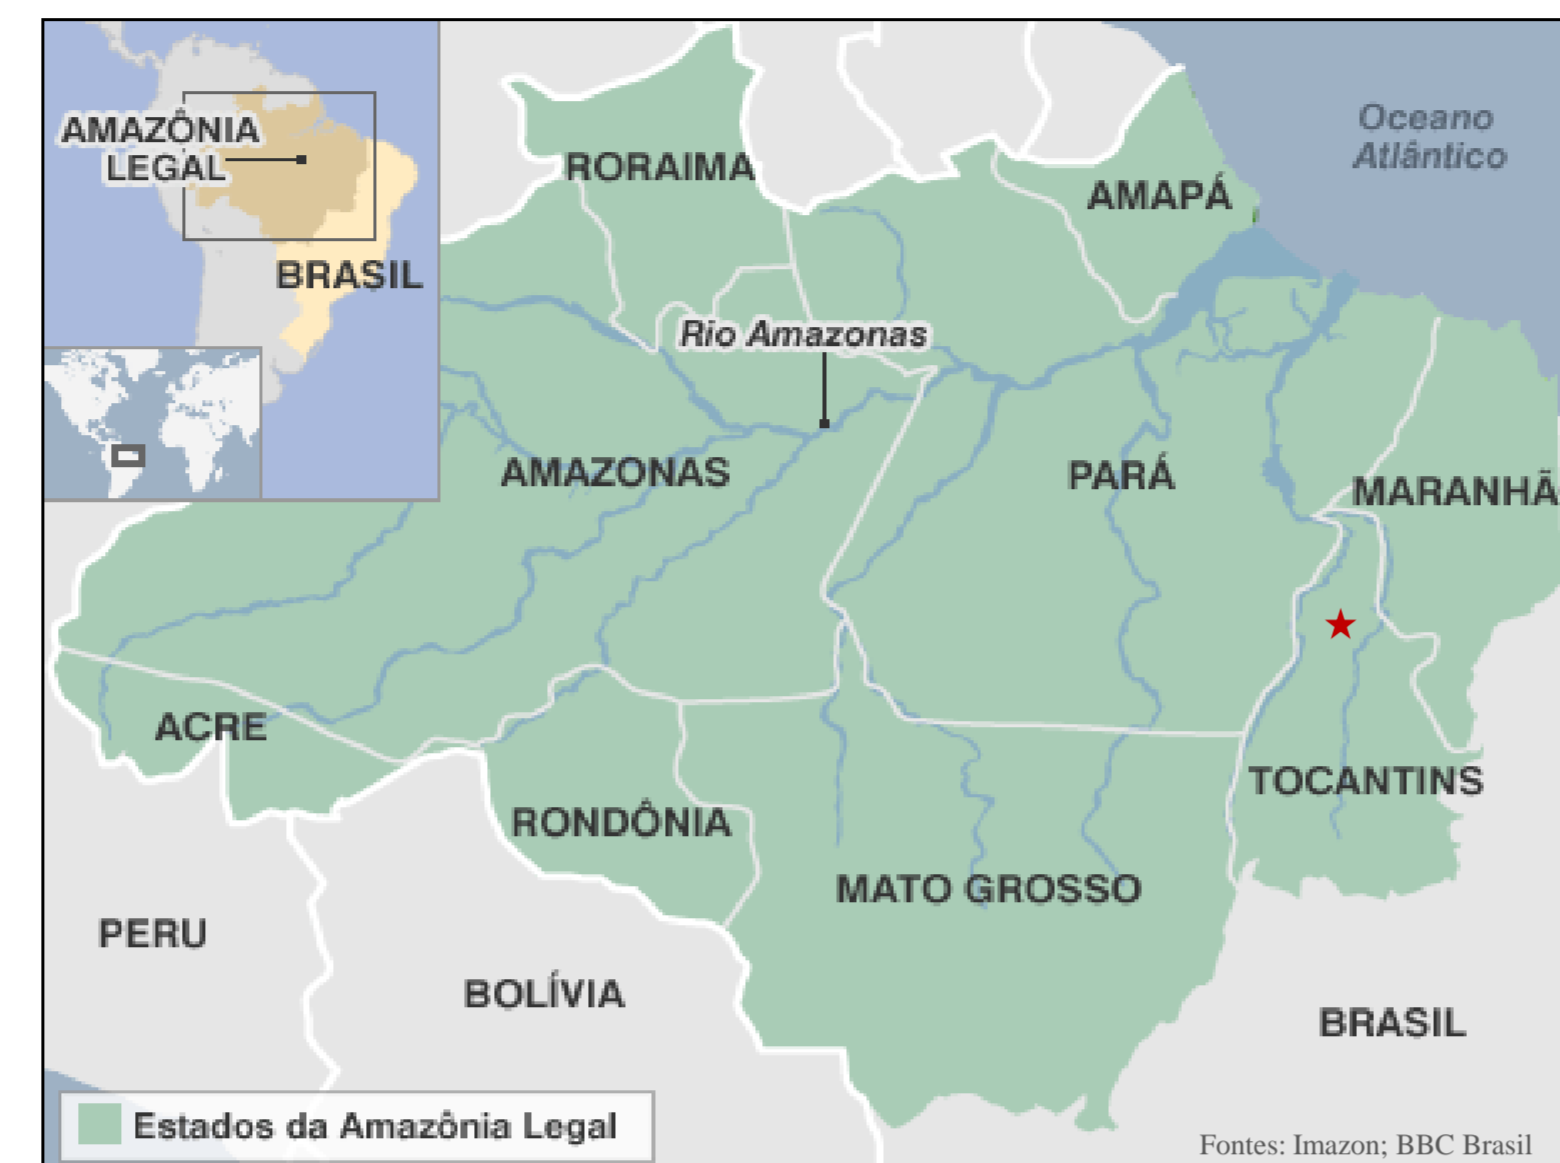 AMAZÔNIA
LEGAL
BRASIL
RORAIMA
AMAPÁ
Oceano
Atlântico
Rio Amazonas
AMAZONAS
PARÁ
MARANHÃ
ACRE
TOCANTINS
RONDÔNIA
MATO GROSSO
PERU
BOLÍVIA
BRASIL
Estados da Amazônia Legal
Fontes: Imazon; BBC Brasil